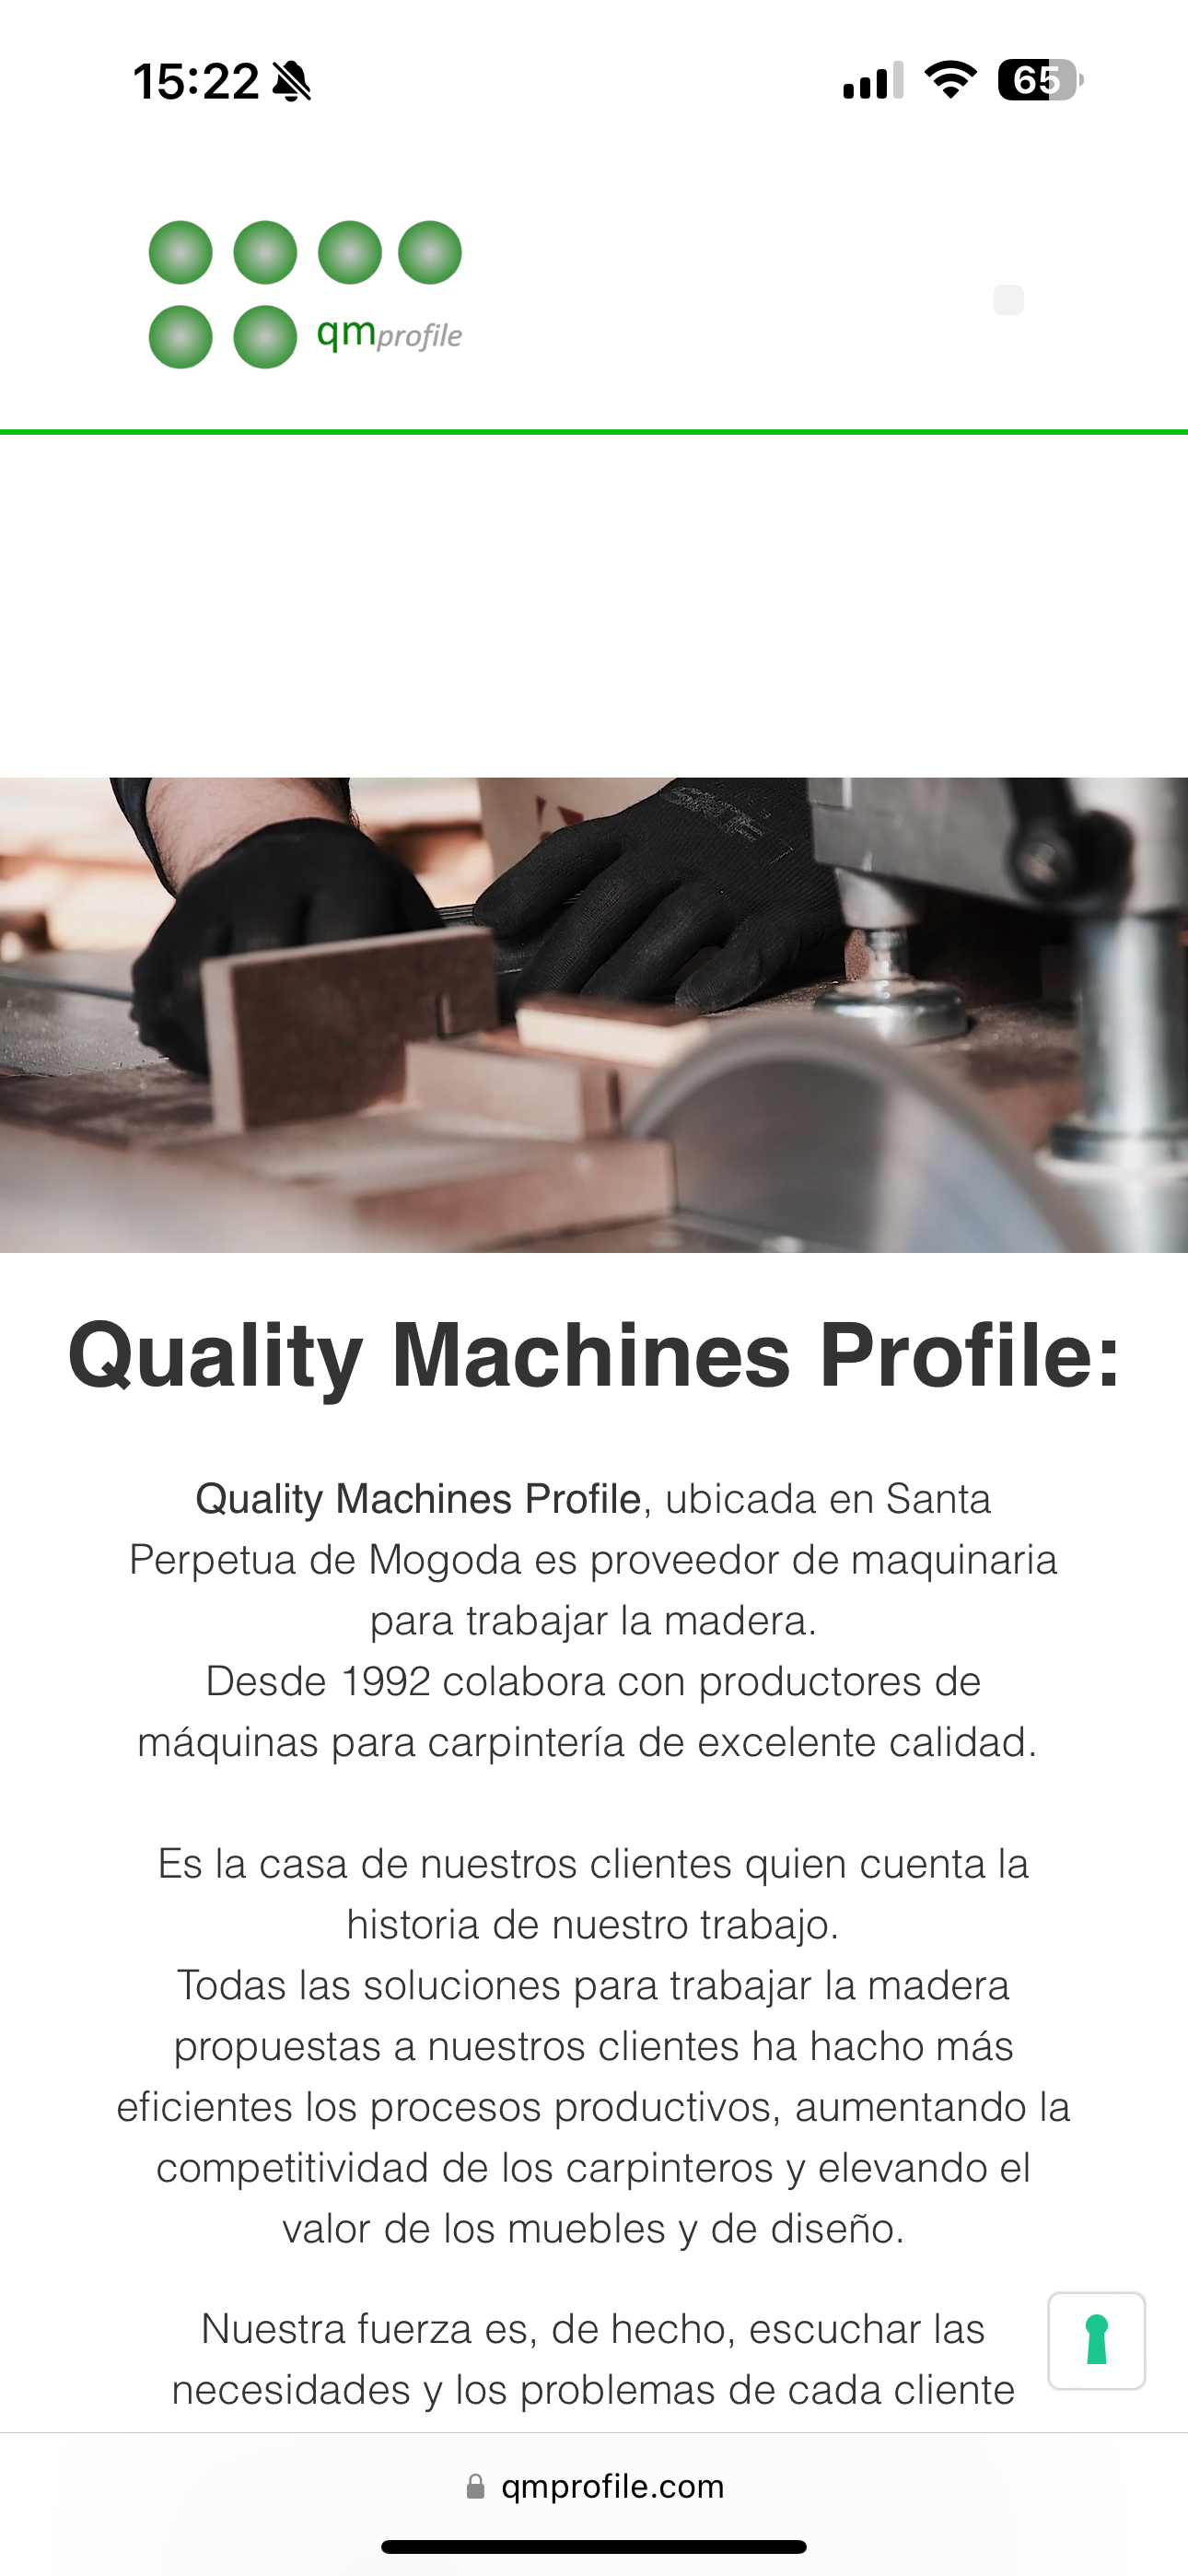 15:22
65
qmprofile
Quality Machines Profile:
Quality Machines Profile, ubicada en Santa
Perpetua de Mogoda es proveedor de maquinaria
para trabajar la madera.
Desde 1992 colabora con productores de
máquinas para carpintería de excelente calidad.
Es la casa de nuestros clientes quien cuenta la
historia de nuestro trabajo.
Todas las soluciones para trabajar la madera
propuestas a nuestros clientes ha hacho más
eficientes los procesos productivos, aumentando la
competitividad de los carpinteros y elevando el
valor de los muebles y de diseño.
Nuestra fuerza es, de hecho, escuchar las
necesidades y los problemas de cada cliente
qmprofile.com